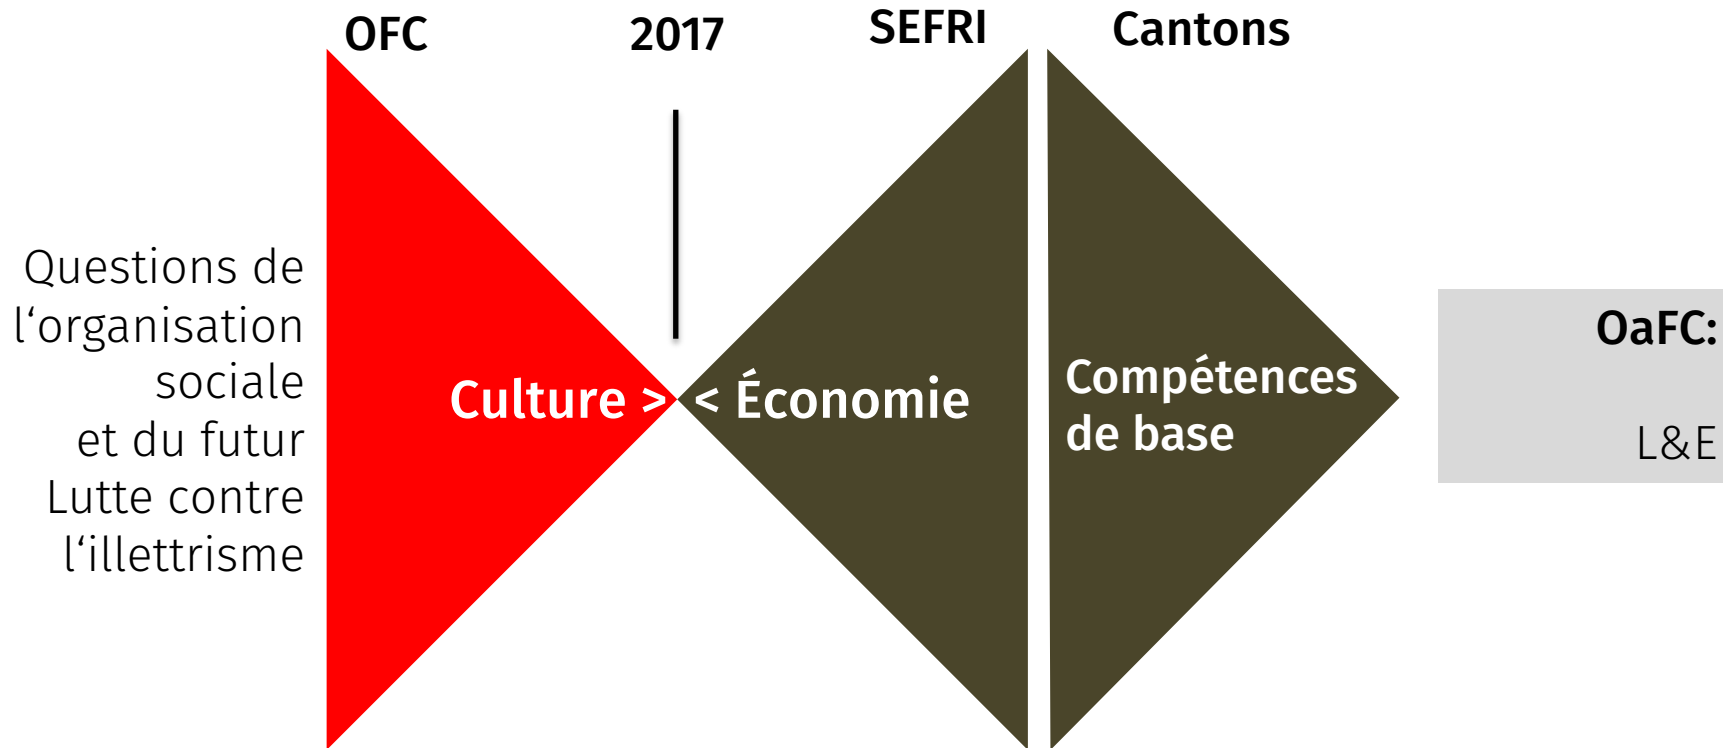 OFC
2017
SEFRI
Cantons
Questions de
l‘organisation
sociale
et du futur
Lutte contre
l‘illettrisme
Culture >
< Économie
Compétences
de base
OaFC:
L&E